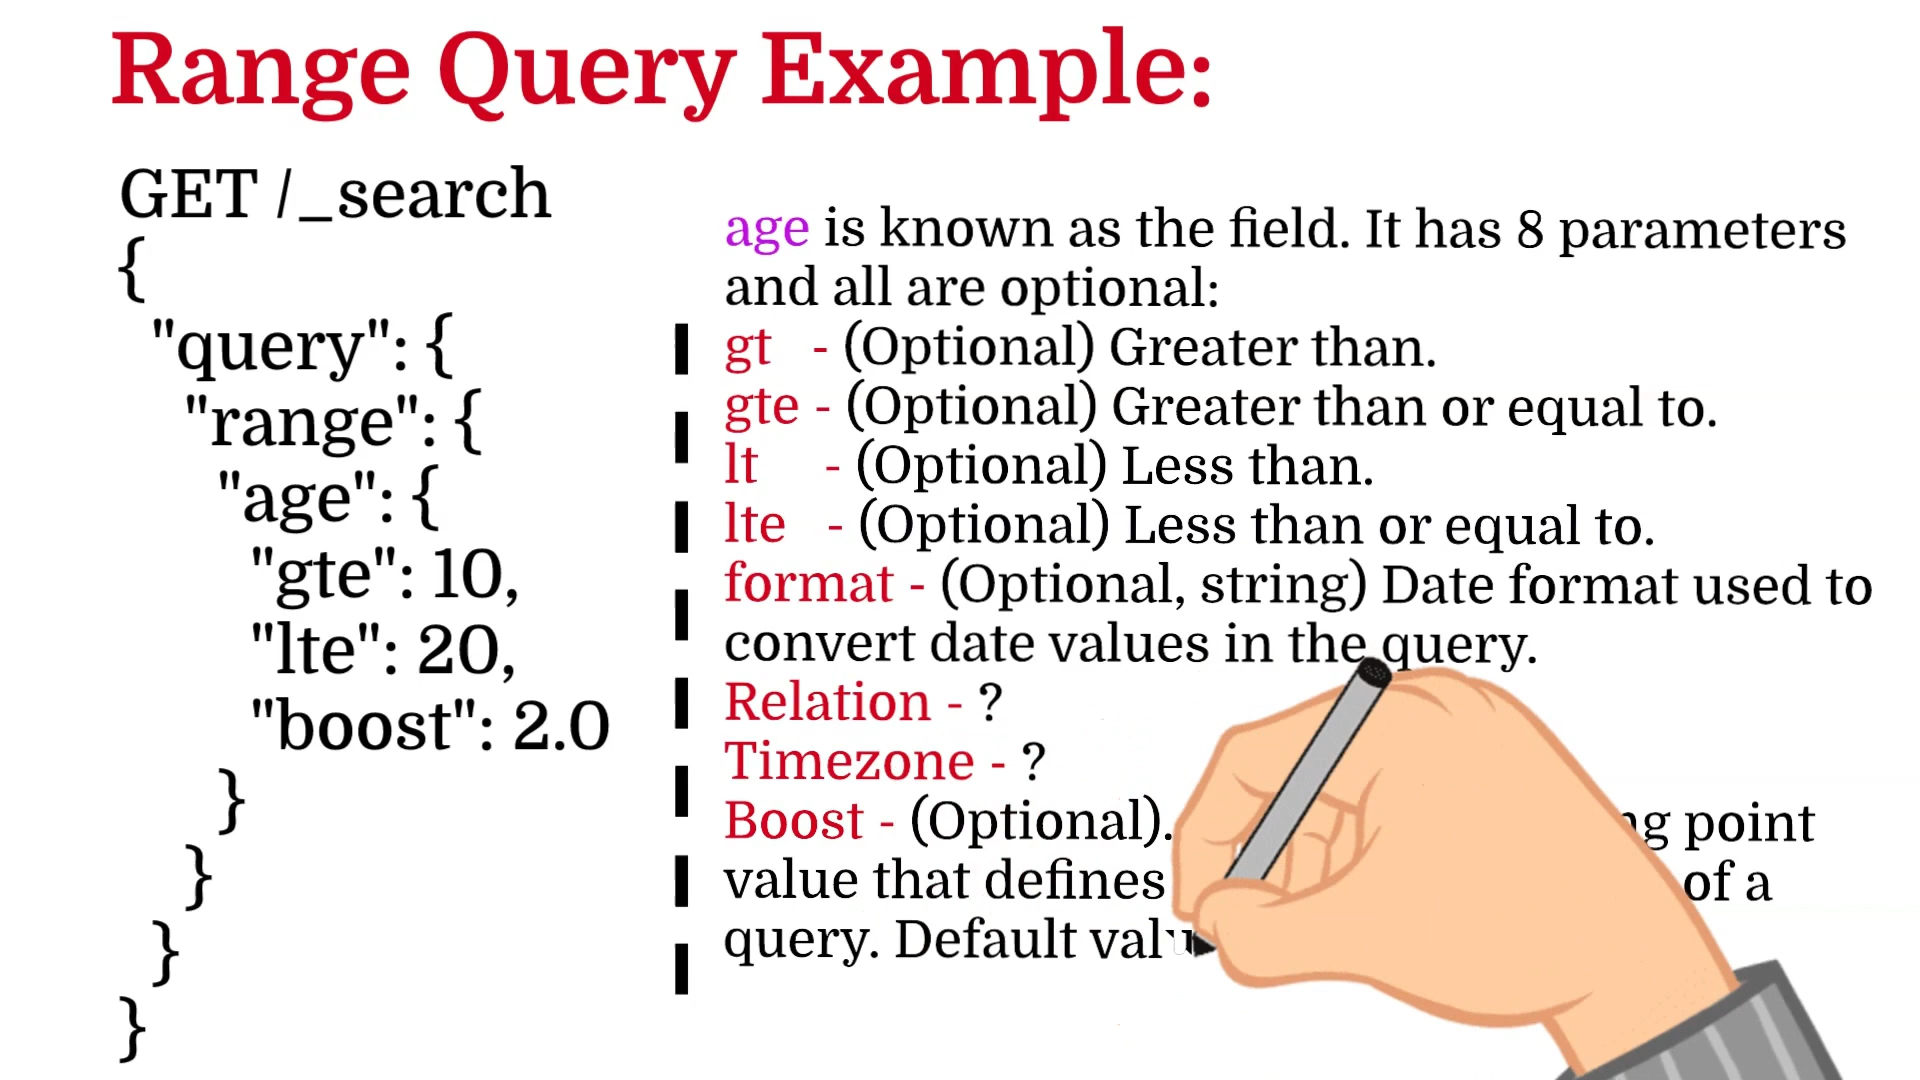 Range Query Example:
GET /_search
{
"query": {
"range": {
"age": {
"gte": 10,
"lte": 20,
"boost": 2.0
}
}
}
}
age is known as the field. It has 8 parameters
and all are optional:
gt - (Optional) Greater than.
gte - (Optional) Greater than or equal to.
lt - (Optional) Less than.
lte - (Optional) Less than or equal to.
format - (Optional, string) Date format used to
convert date values in the query.
Relation - ?
Timezone - ?
Boost - (Optional). point
value that defines of a
query. Default